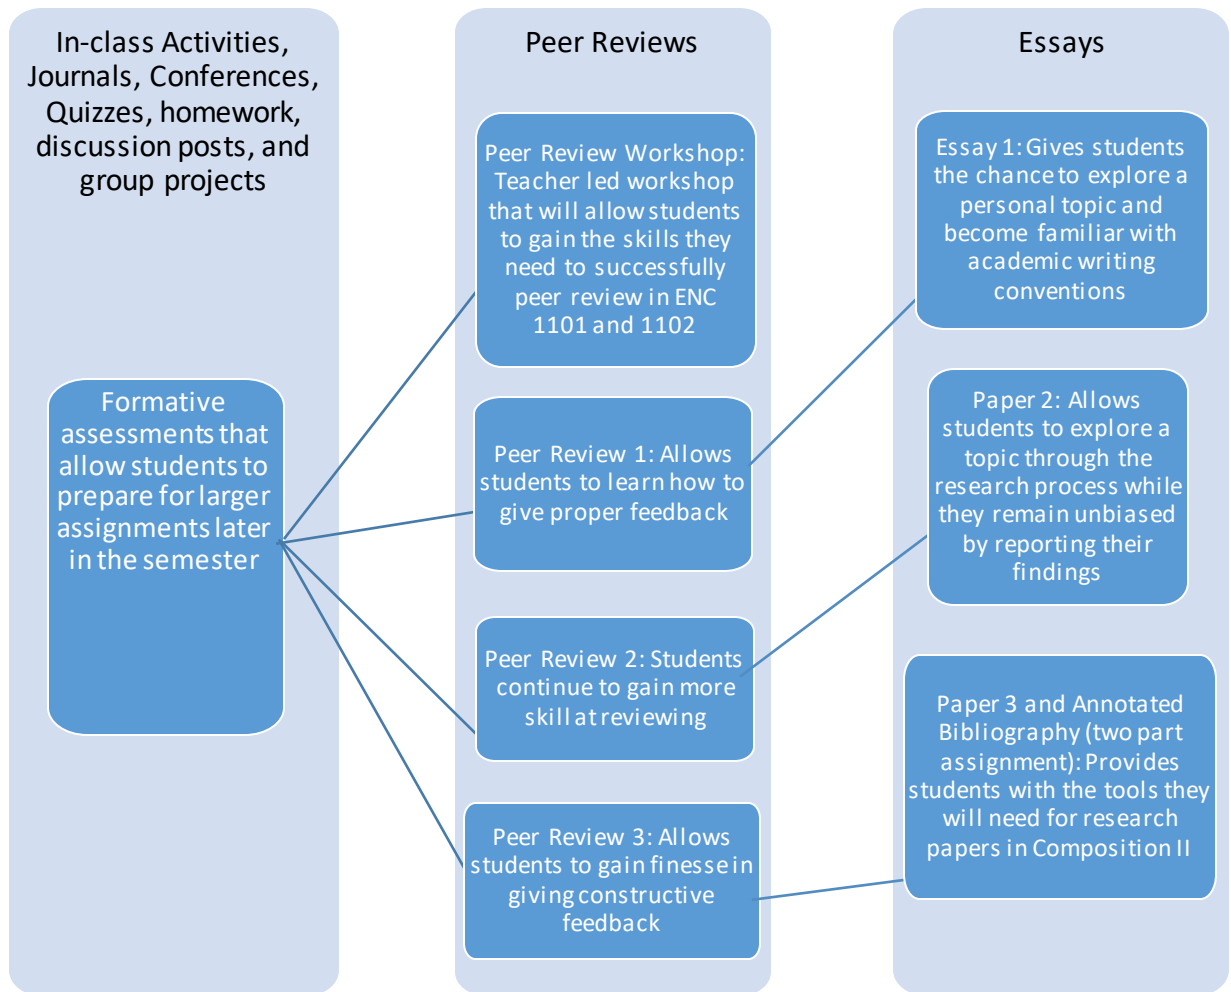 In-class Activities,
Journals, Conferences,
Quizzes, homework,
discussion posts, and
group projects
Formative
assessments that
allow students to
prepare for larger
assignments later
in the semester
Peer Reviews
Peer Review Workshop:
Teacher led workshop
that will allow students
to gain the skills they
need to successfully
peer review in ENC
1101 and 1102
Peer Review 1: Allows
students to learn how to
give proper feedback
Peer Review 2: Students
continue to gain more
skill at reviewing
Peer Review 3: Allows
students to gain finesse in
giving constructive
feedback
Essays
Essay 1: Gives students
the chance to explore a
personal topic and
become familiar with
academic writing
conventions
Paper 2: Allows
students to explore a
topic through the
research process while
they remain unbiased
by reporting their
findings
Paper 3 and Annotated
Bibliography (two part
assignment): Provides
students with the tools they
will need for research
papers in Composition II